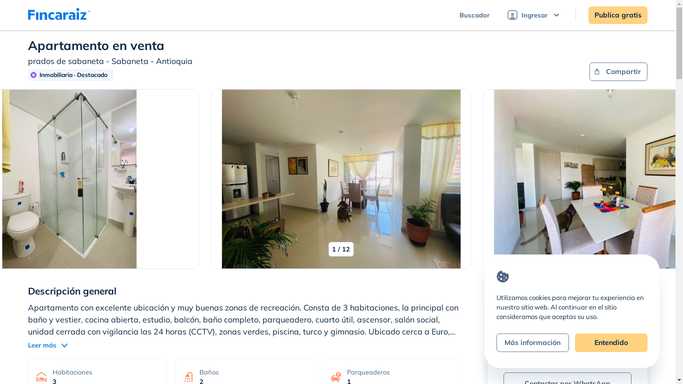 Fincaraiz
Buscador
Ingresar
Publica gratis
Apartamento en venta
prados de sabaneta - Sabaneta - Antioquia
Inmobiliaria · Destacado
Compartir
1 / 12
Descripción general
Apartamento con excelente ubicación y muy buenas zonas de recreación. Consta de 3 habitaciones, la principal con
baño y vestier, cocina abierta, estudio, balcón, baño completo, parqueadero, cuarto útil, ascensor, salón social,
unidad cerrada con vigilancia las 24 horas (CCTV), zonas verdes, piscina, turco y gimnasio. Ubicado cerca a Euro,...
Leer más
Habitaciones
3
Baños
2
Parqueaderos
1
Utilizamos cookies para mejorar tu experiencia en
nuestro sitio web. Al continuar en el sitio
consideramos que aceptas su uso.
Más información
Entendido
Contactar por WhatsApp